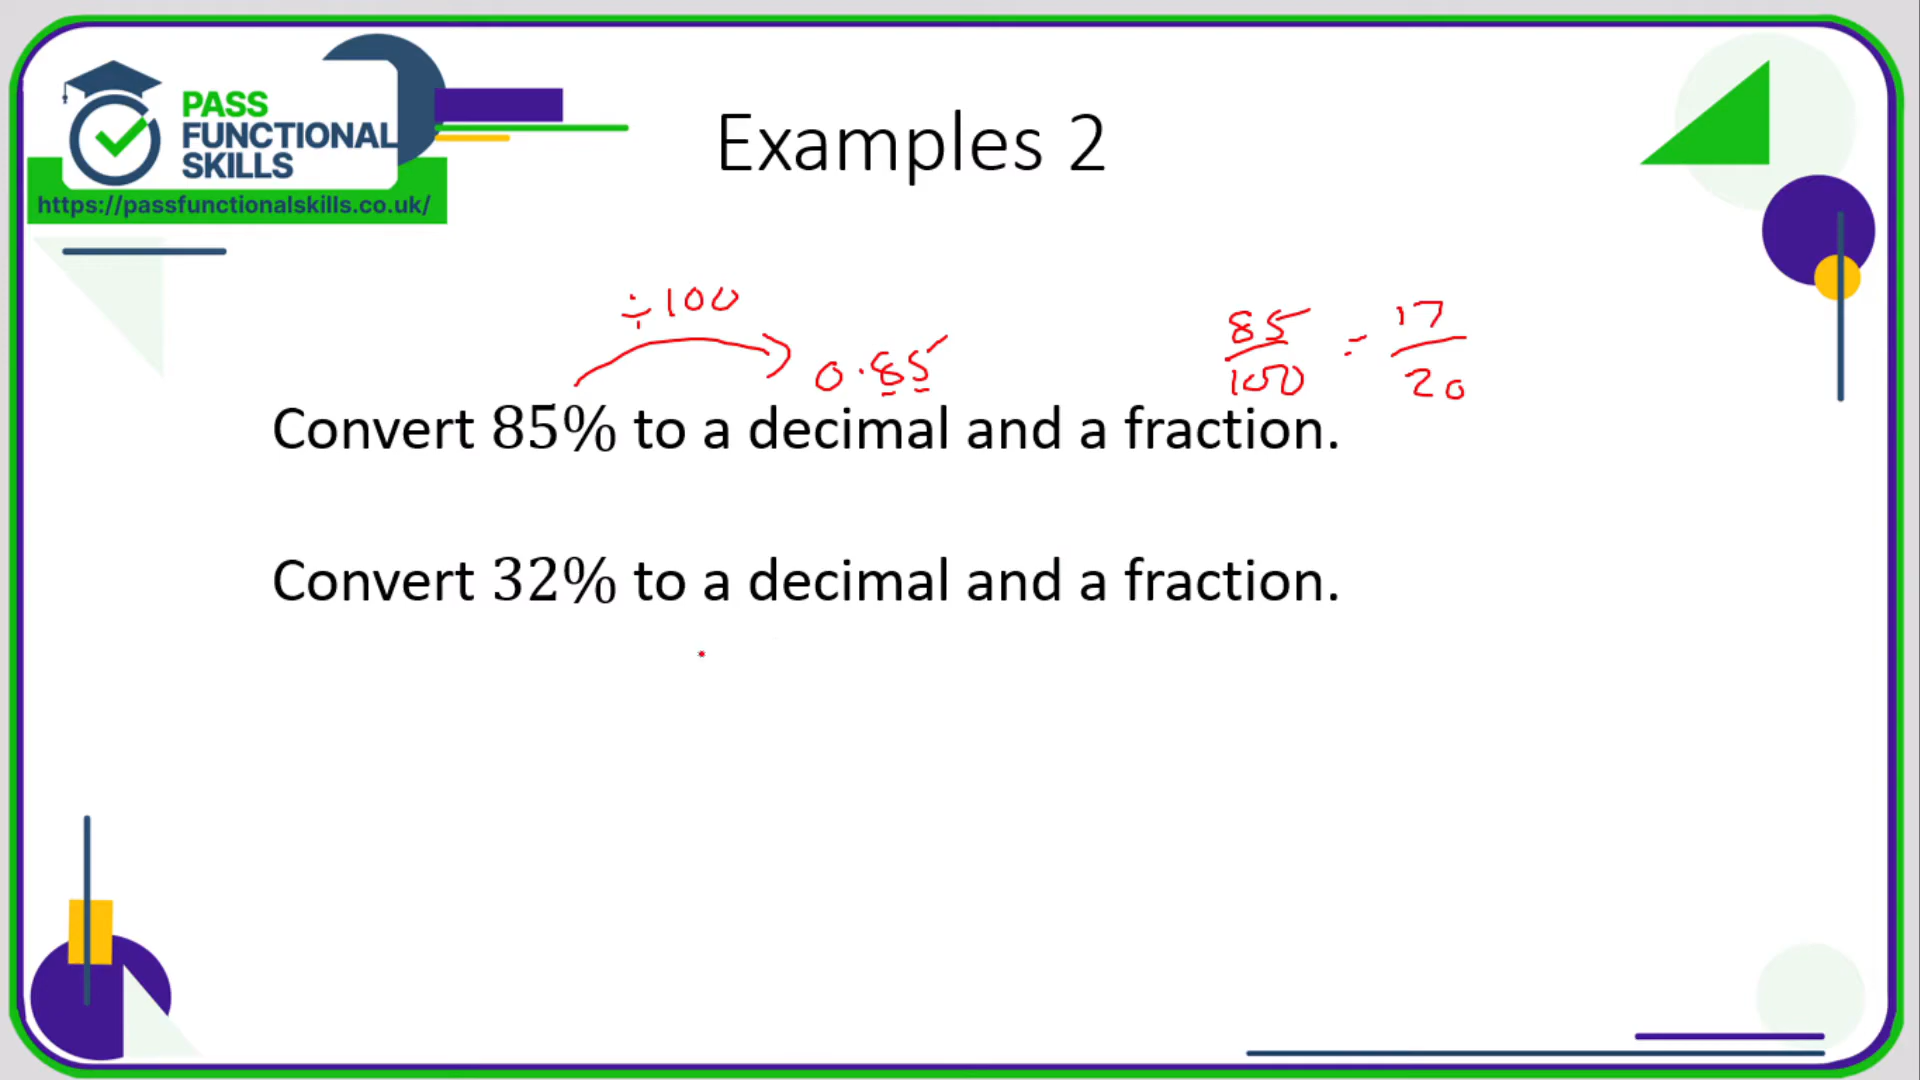 PASS
FUNCTIONAL
SKILLS
https://passfunctionalskills.co.uk/
Examples 2
÷100
0.85
85/100 = 17/20
Convert 85% to a decimal and a fraction.
Convert 32% to a decimal and a fraction.